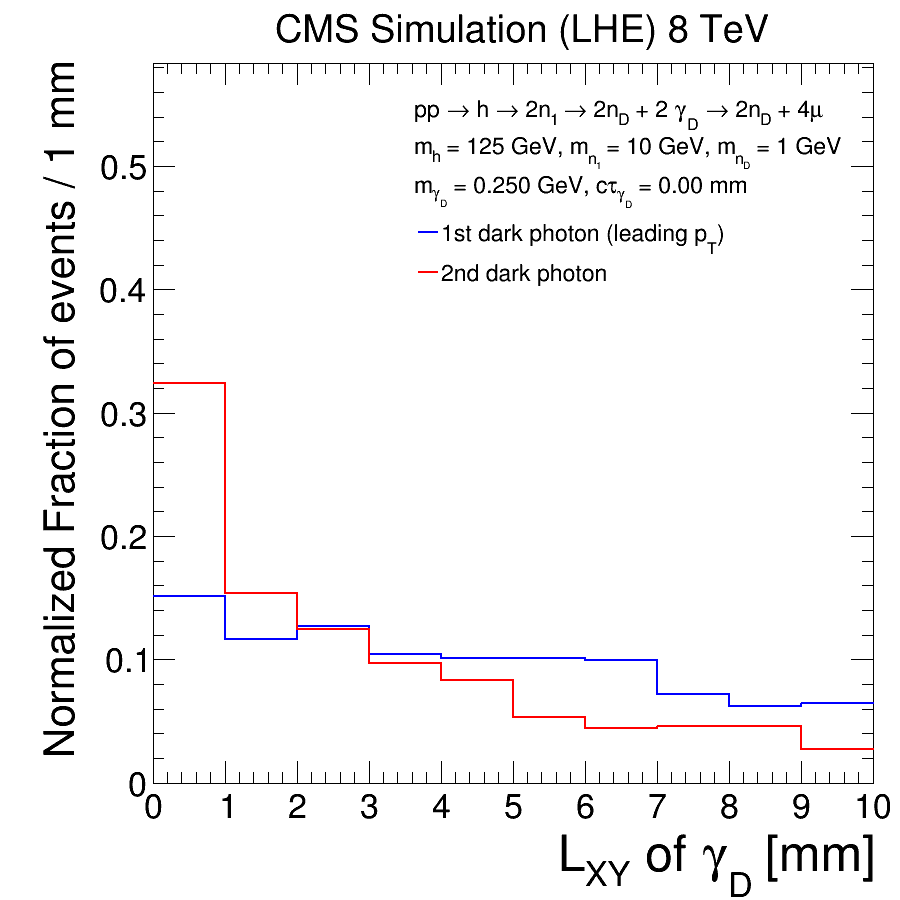 CMS Simulation (LHE) 8 TeV
pp → h → 2n1 → 2nD + 2 γD → 2nD + 4μ
mh = 125 GeV, mn1 = 10 GeV, mnD = 1 GeV
mγD = 0.250 GeV, cτγD = 0.00 mm
1st dark photon (leading pT)
2nd dark photon
Normalized Fraction of events / 1 mm
0.5
0.4
0.3
0.2
0.1
0
0 1 2 3 4 5 6 7 8 9 10
LXY of γD [mm]